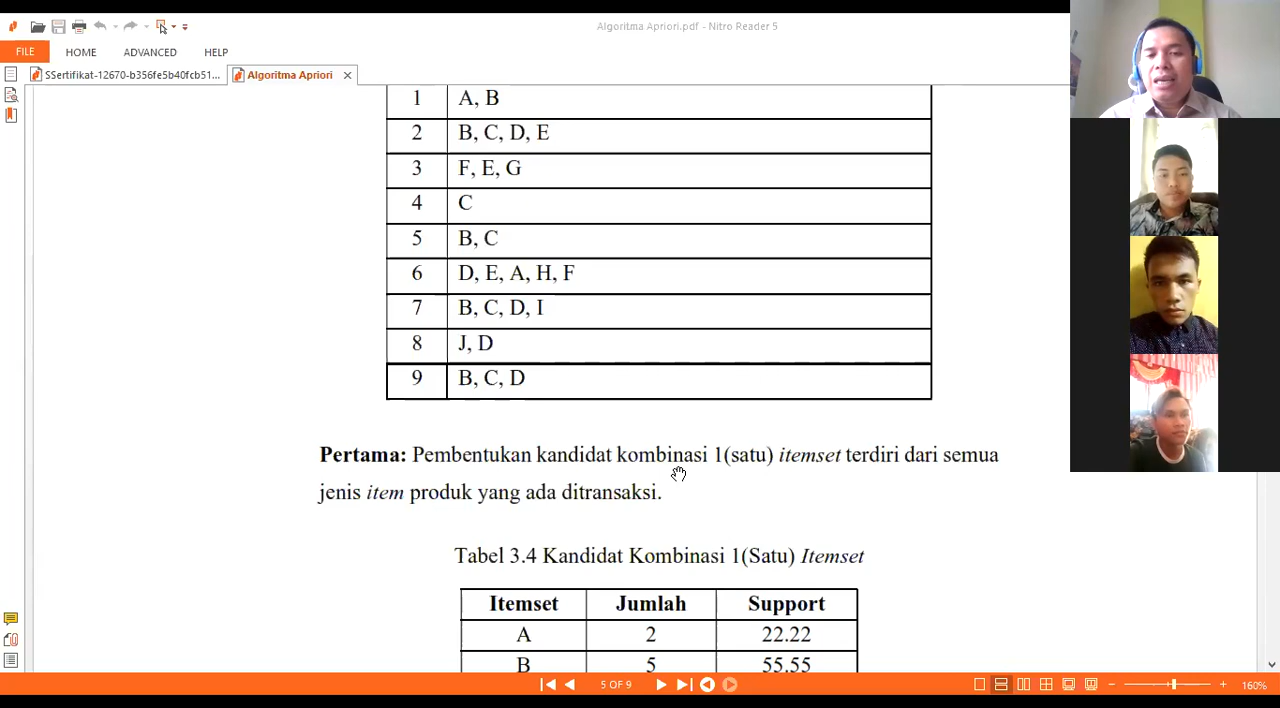 Algoritma Apriori.pdf - Nitro Reader 5
FILE HOME ADVANCED HELP
SSertifikat-12670-b356fe5b40fcb51... Algoritma Apriori
1 A, B
2 B, C, D, E
3 F, E, G
4 C
5 B, C
6 D, E, A, H, F
7 B, C, D, I
8 J, D
9 B, C, D
Pertama: Pembentukan kandidat kombinasi 1(satu) itemset terdiri dari semua
jenis item produk yang ada ditransaksi.
Tabel 3.4 Kandidat Kombinasi 1(Satu) Itemset
Itemset Jumlah Support
A 2 22.22
B 5 55.55
5 OF 9
160%